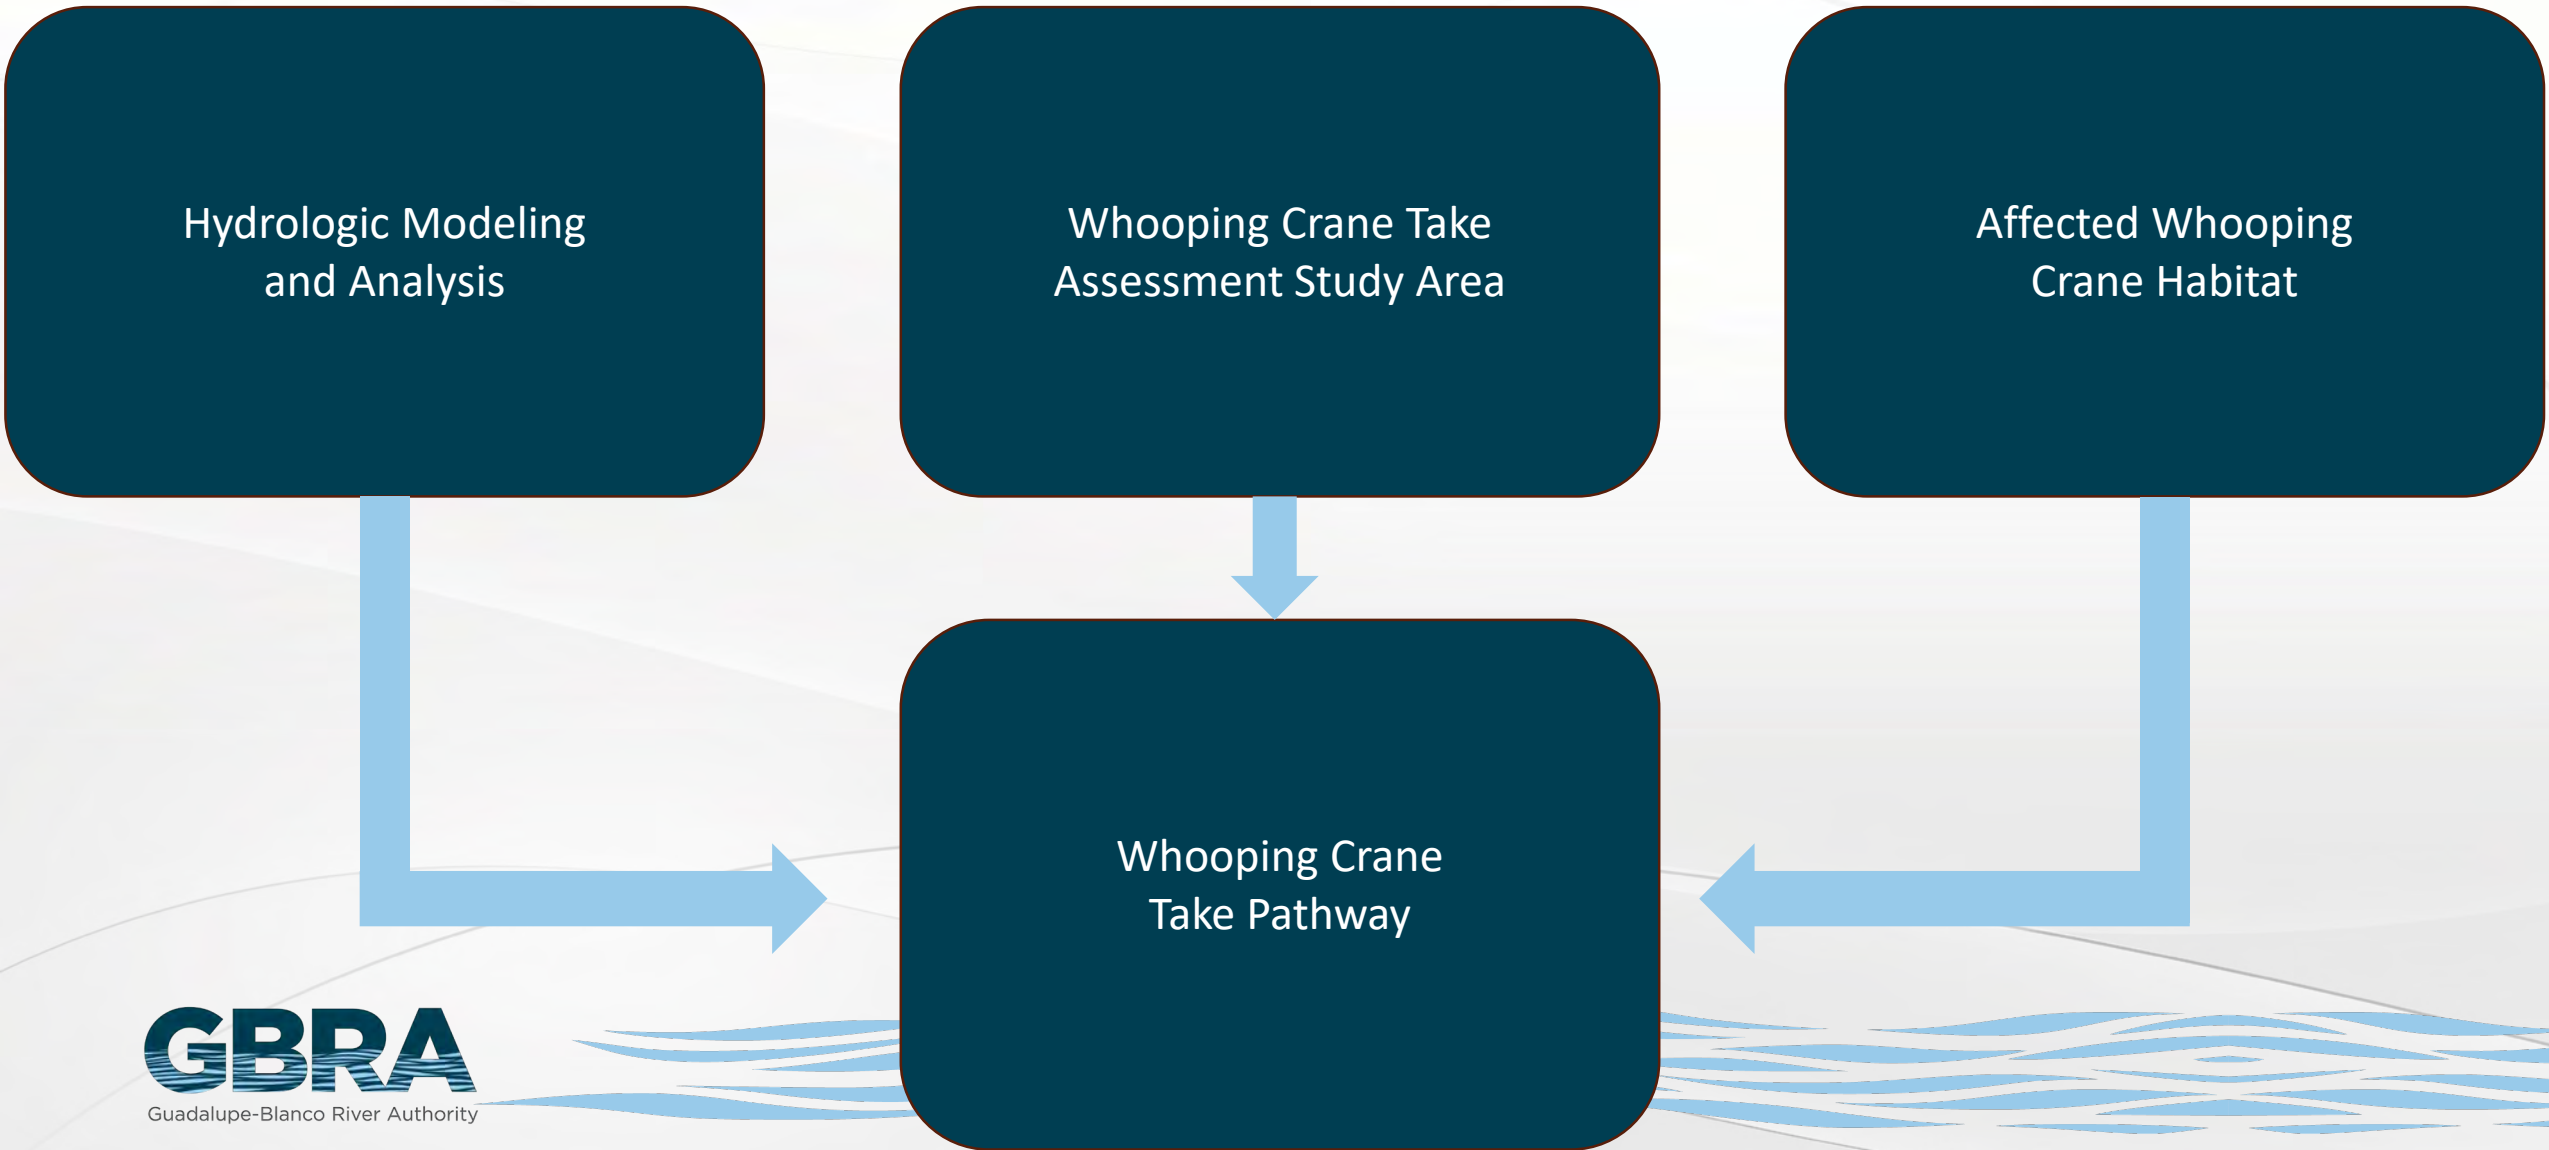 Hydrologic Modeling
and Analysis
Whooping Crane Take
Assessment Study Area
Affected Whooping
Crane Habitat
Whooping Crane
Take Pathway
GBRA
Guadalupe-Blanco River Authority